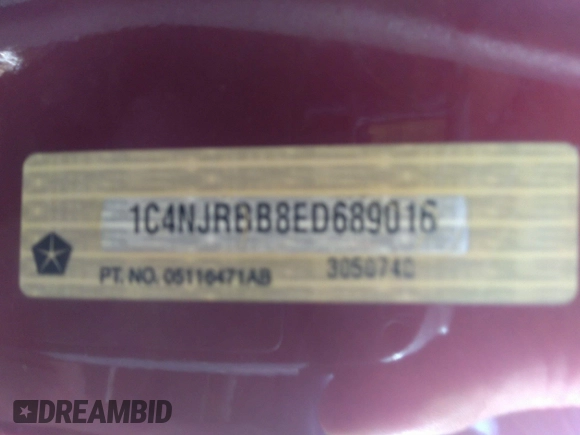 1C4NJRBB8ED689016
PT. NO. 05116471AB
3050740
DREAMBID